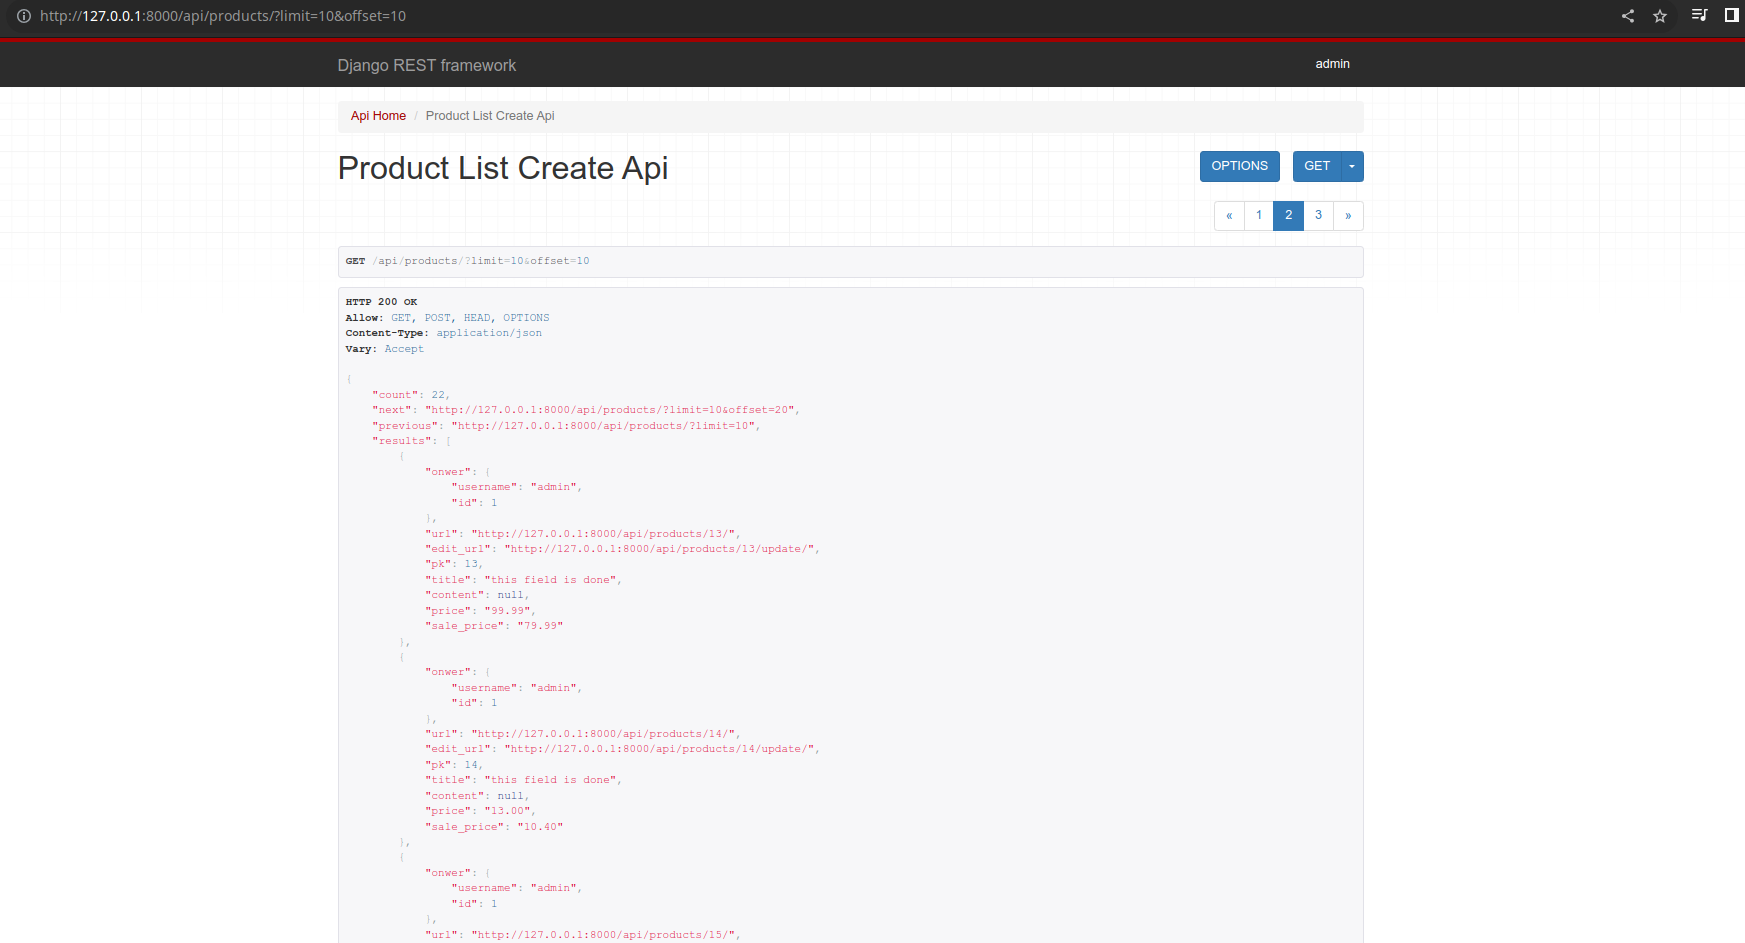 http://127.0.0.1:8000/api/products/?limit=10&offset=10
Django REST framework
admin
Api Home / Product List Create Api
Product List Create Api
OPTIONS
GET
« 1 2 3 »
GET /api/products/?limit=10&offset=10
HTTP 200 OK
Allow: GET, POST, HEAD, OPTIONS
Content-Type: application/json
Vary: Accept
{
"count": 22,
"next": "http://127.0.0.1:8000/api/products/?limit=10&offset=20",
"previous": "http://127.0.0.1:8000/api/products/?limit=10",
"results": [
{
"onwer": {
"username": "admin",
"id": 1
},
"url": "http://127.0.0.1:8000/api/products/13/",
"edit_url": "http://127.0.0.1:8000/api/products/13/update/",
"pk": 13,
"title": "this field is done",
"content": null,
"price": "99.99",
"sale_price": "79.99"
},
{
"onwer": {
"username": "admin",
"id": 1
},
"url": "http://127.0.0.1:8000/api/products/14/",
"edit_url": "http://127.0.0.1:8000/api/products/14/update/",
"pk": 14,
"title": "this field is done",
"content": null,
"price": "13.00",
"sale_price": "10.40"
},
{
"onwer": {
"username": "admin",
"id": 1
},
"url": "http://127.0.0.1:8000/api/products/15/",